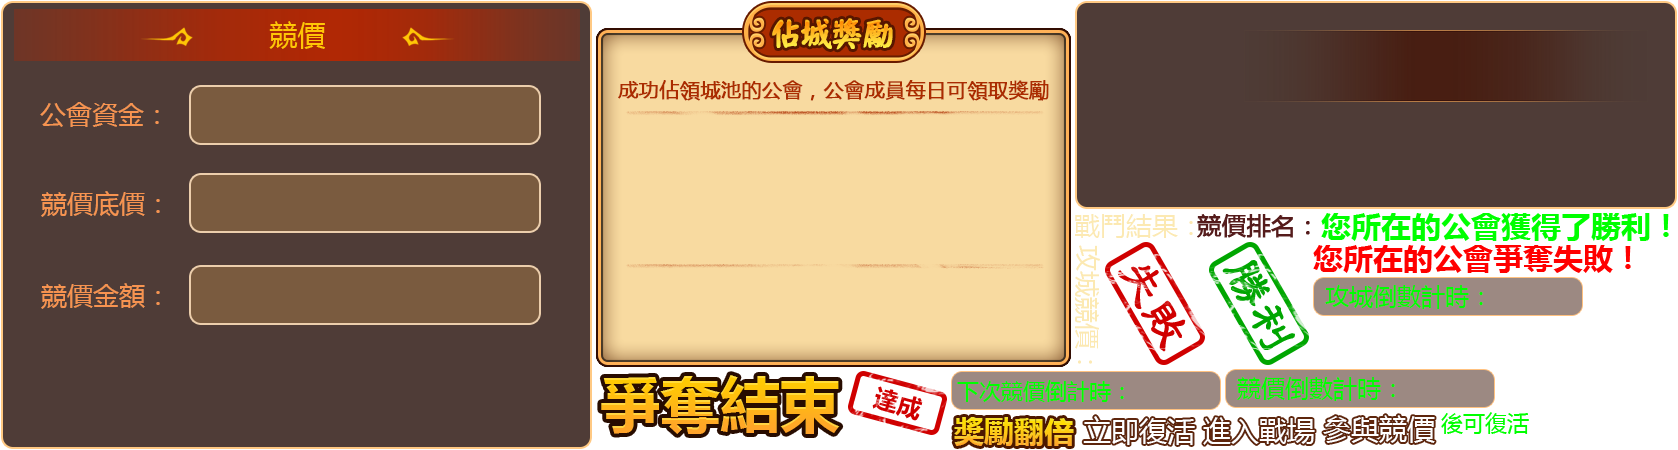 競價
公會資金：
競價底價：
競價金額：
佔城獎勵
成功佔領城池的公會，公會成員每日可領取獎勵
戰鬥結果：
競價排名：
您所在的公會獲得了勝利！
您所在的公會爭奪失敗！
攻城競價：
失敗
勝利
攻城倒數計時：
爭奪結束
達成
下次競價倒計時：
競價倒數計時：
獎勵翻倍
立即復活
進入戰場
參與競價
後可復活